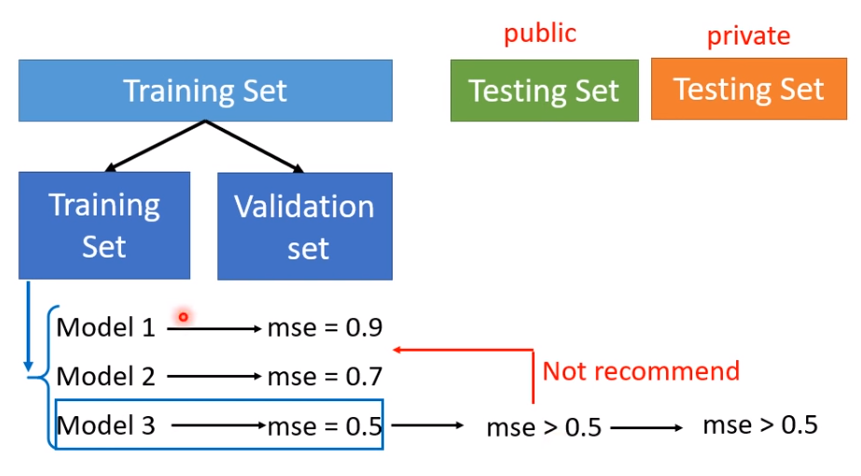 public
private
Training Set
Testing Set
Testing Set
Training
Set
Validation
set
Model 1
mse = 0.9
Model 2
mse = 0.7
Not recommend
Model 3
mse = 0.5
mse > 0.5
mse > 0.5